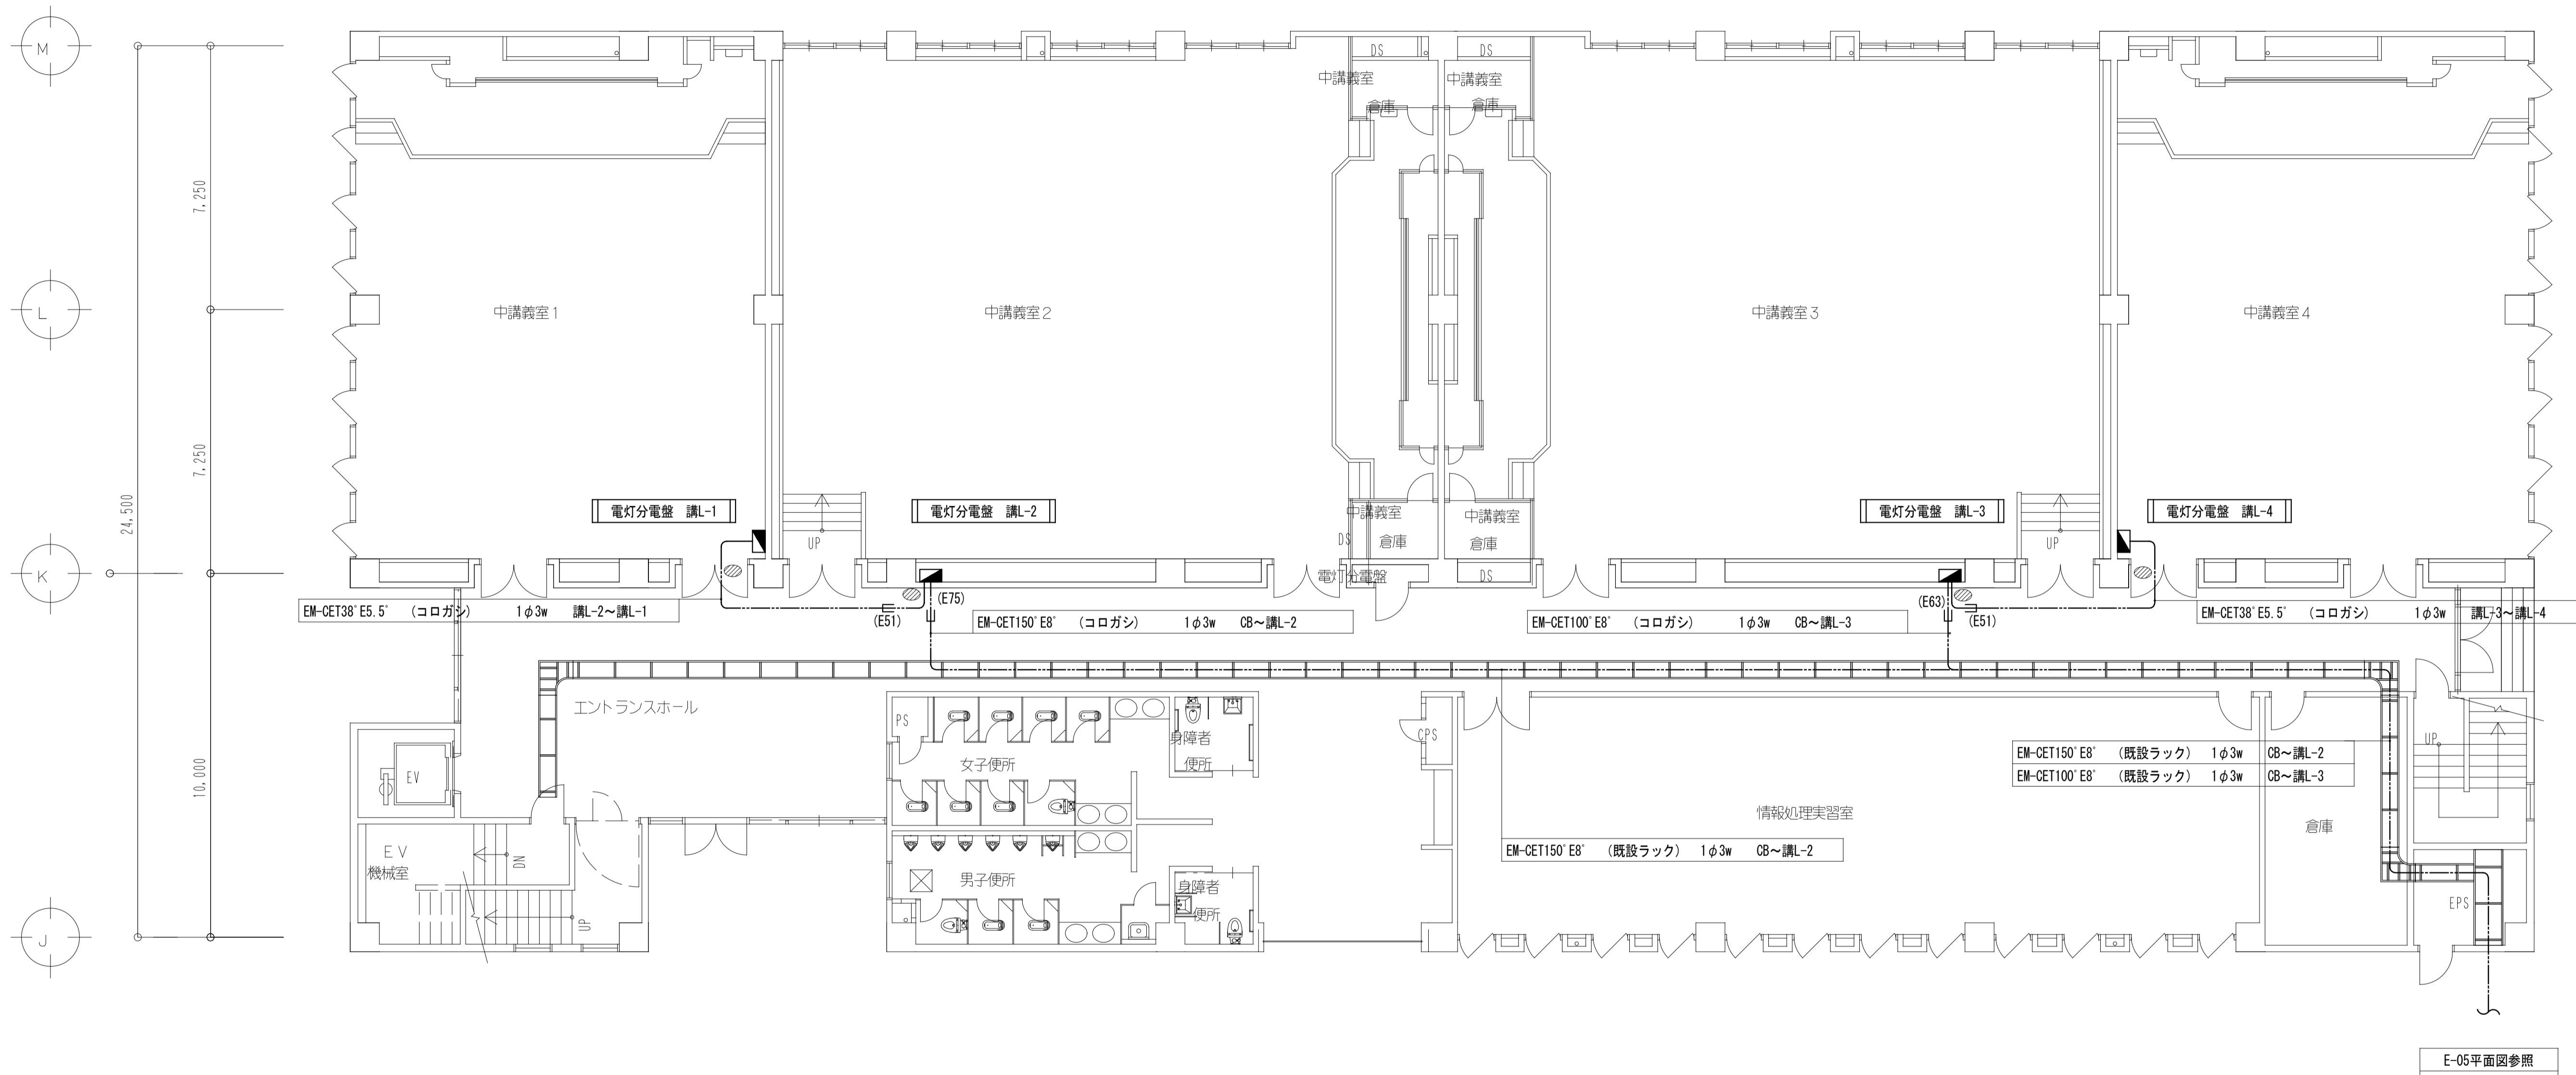 M
DS
DS
中講義室
中講義室
倉庫
倉庫
7,250
L
中講義室1
中講義室2
中講義室3
中講義室4
7,250
24,500
電灯分電盤 講L-1
電灯分電盤 講L-2
電灯分電盤 講L-3
電灯分電盤 講L-4
中講義室
中講義室
UP
DS
倉庫
倉庫
UP
K
電灯分電盤
DS
(E75)
(E63)
EM-CET38° E5.5° (コロガシ) 1φ3w 講L-2～講L-1
(E51)
EM-CET150° E8° (コロガシ) 1φ3w CB～講L-2
EM-CET100° E8° (コロガシ) 1φ3w CB～講L-3
(E51)
EM-CET38° E5.5° (コロガシ) 1φ3w 講L-3～講L-4
エントランスホール
PS
CPS
身障者
便所
女子便所
UP
EV
EM-CET150° E8° (既設ラック) 1φ3w CB～講L-2
EM-CET100° E8° (既設ラック) 1φ3w CB～講L-3
10,000
情報処理実習室
倉庫
EV
機械室
DN
EM-CET150° E8° (既設ラック) 1φ3w CB～講L-2
男子便所
身障者
便所
UP
EPS
J
E-05平面図参照